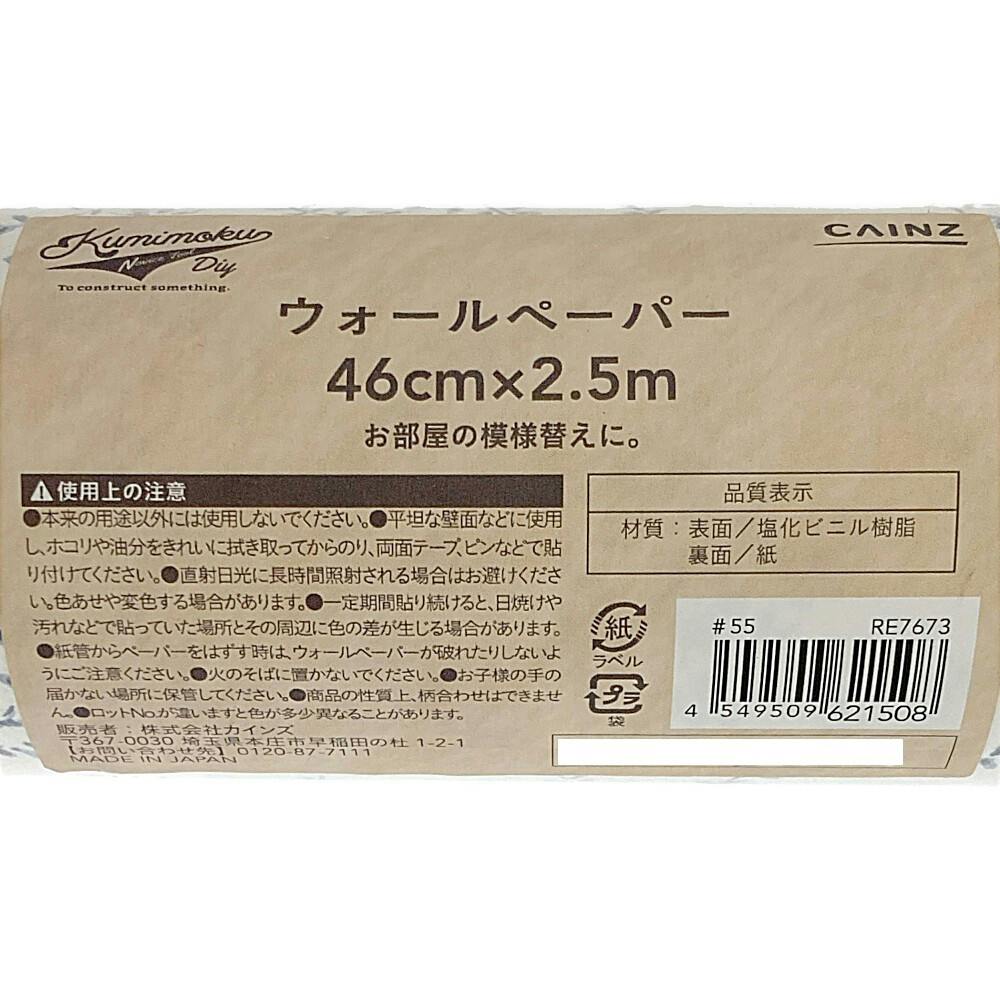 Kumimoku
Novice Tool
Diy
To construct something.
CAINZ
ウォールペーパー
46cm×2.5m
お部屋の模様替えに。
使用上の注意
●本来の用途以外には使用しないでください。●平坦な壁面などに使用
し、ホコリや油分をきれいに拭き取ってからのり、両面テープ、ピンなどで貼
り付けてください。●直射日光に長時間照射される場合はお避けくださ
い。色あせや変色する場合があります。●一定期間貼り続けると、日焼けや
汚れなどで貼っていた場所とその周辺に色の差が生じる場合があります。
●紙管からペーパーをはずす時は、ウォールペーパーが破れたりしないよ
うにご注意ください。●火のそばに置かないでください。●お子様の手の
届かない場所に保管してください。●商品の性質上、柄合わせはできませ
ん。●ロットNo.が違いますと色が多少異なることがあります。
販売者：株式会社カインズ
〒367-0030 埼玉県本庄市早稲田の杜 1-2-1
【お問い合わせ先】0120-87-7111
MADE IN JAPAN
品質表示
材質：表面／塩化ビニル樹脂
裏面／紙
紙
ラベル
プラ
袋
#55 RE7673
4 549509 621508